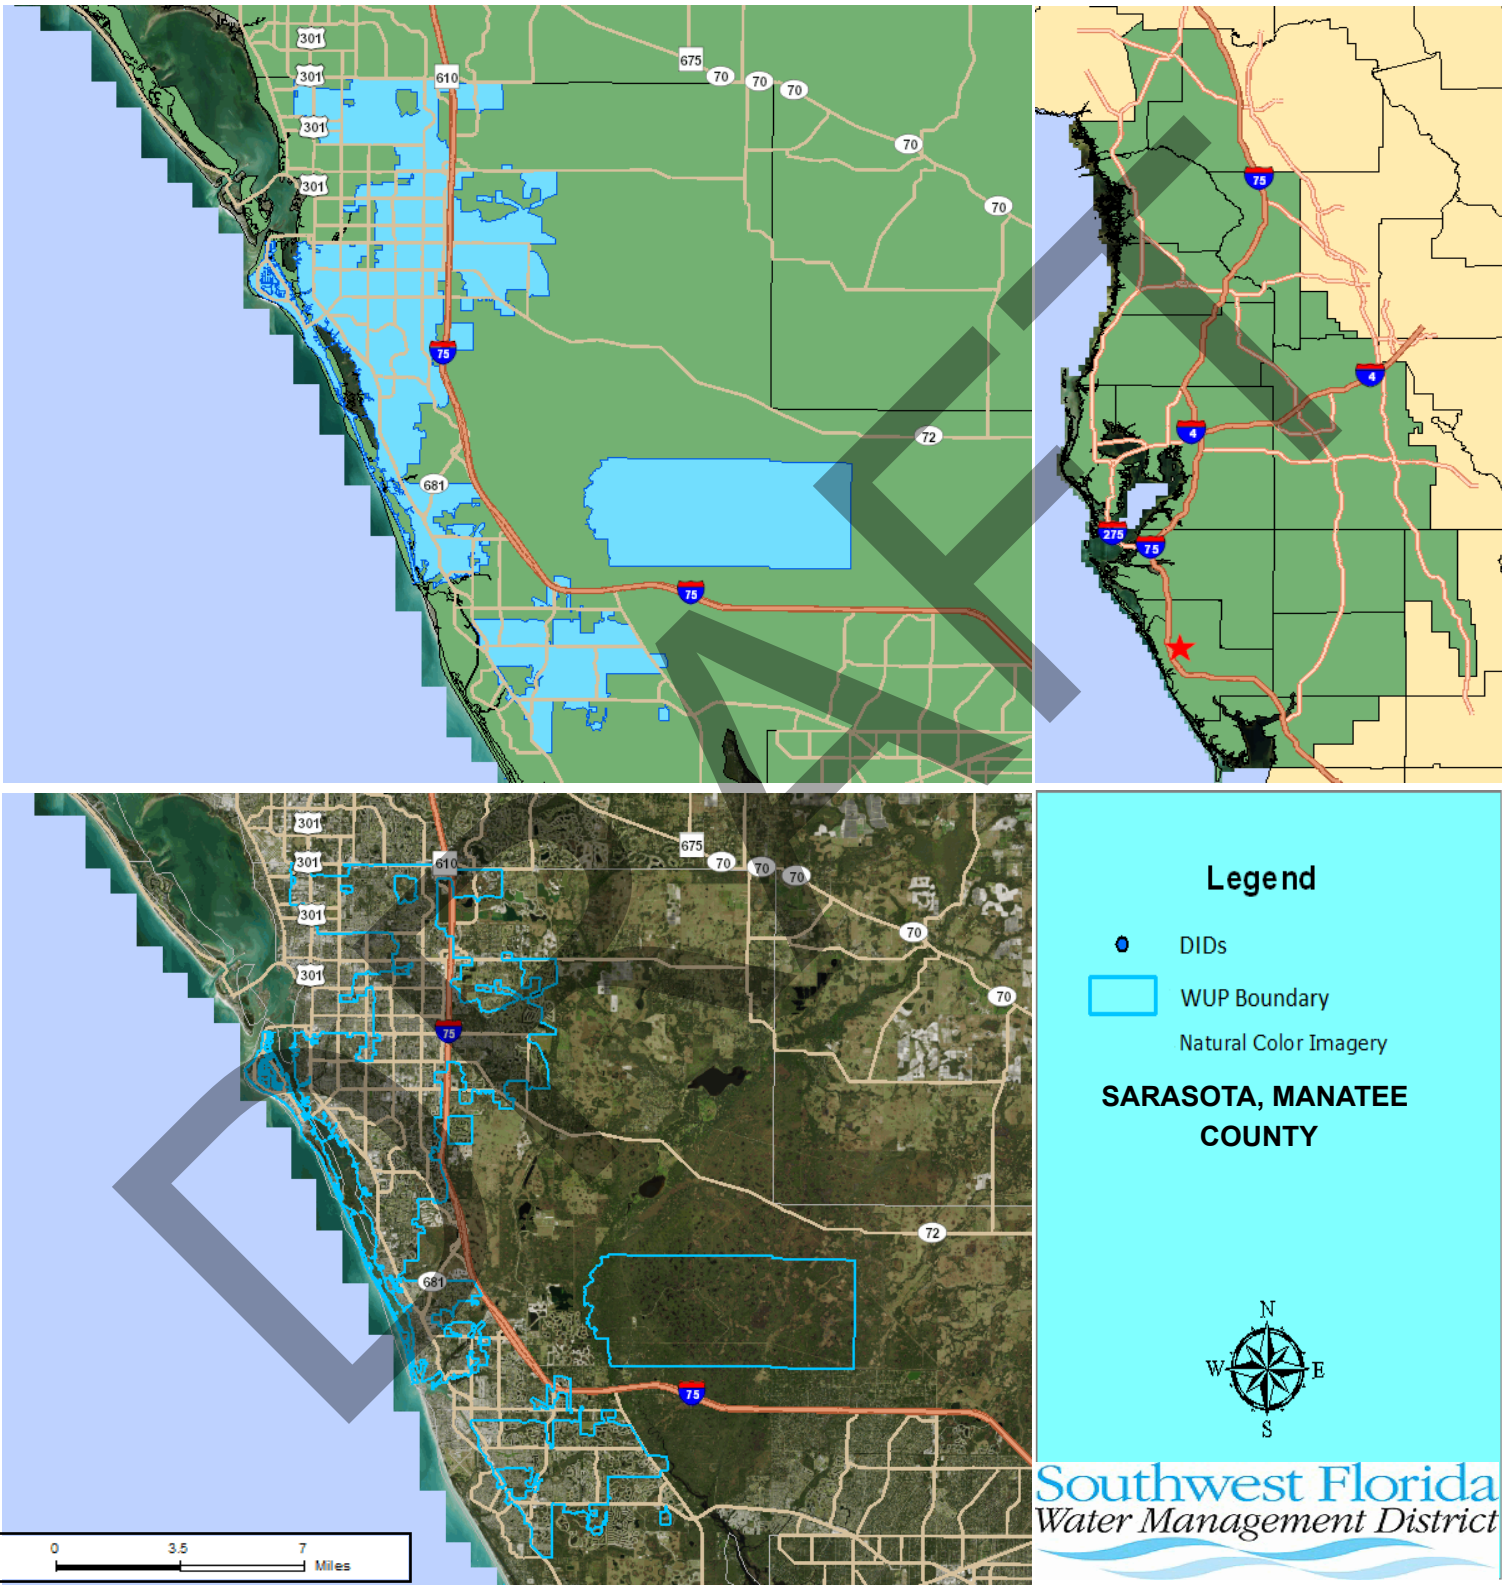 301
301
610
675
70
70
70
301
70
301
70
75
72
681
75
75
4
4
275
75
301
301
610
675
70
70
70
301
70
301
70
75
72
681
75
0 3.5 7
Miles
Legend
DIDs
WUP Boundary
Natural Color Imagery
SARASOTA, MANATEE
COUNTY
N
W E
S
Southwest Florida
Water Management District
DRAFT